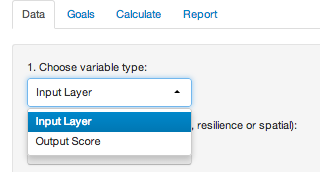 Data Goals Calculate Report
1. Choose variable type:
Input Layer
Input Layer
, resilience or spatial):
Output Score